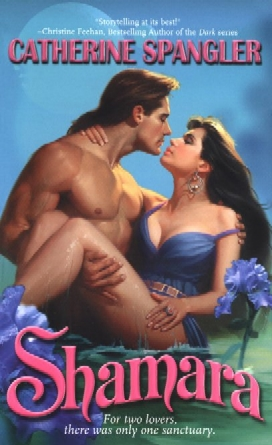 "Storytelling at its best!"
–Christine Feehan, Bestselling Author of the Dark series
CATHERINE SPANGLER
Shamara
For two lovers,
there was only one sanctuary.